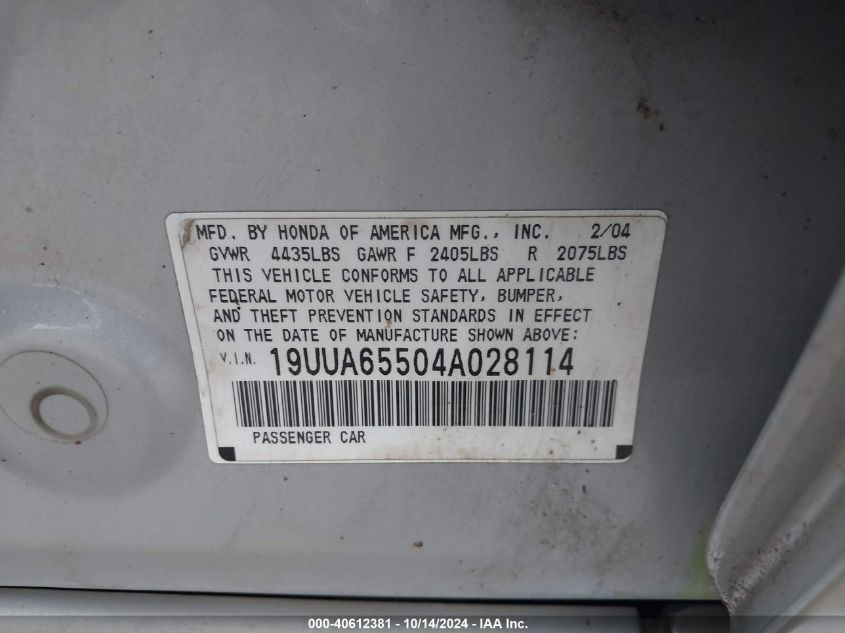 MFD. BY HONDA OF AMERICA MFG., INC. 2/04
GVWR 4435LBS GAWR F 2405LBS R 2075LBS
THIS VEHICLE CONFORMS TO ALL APPLICABLE
FEDERAL MOTOR VEHICLE SAFETY, BUMPER,
AND THEFT PREVENTION STANDARDS IN EFFECT
ON THE DATE OF MANUFACTURE SHOWN ABOVE:
V.I.N. 19UUA65504A028114
PASSENGER CAR
000-40612381 - 10/14/2024 - IAA Inc.